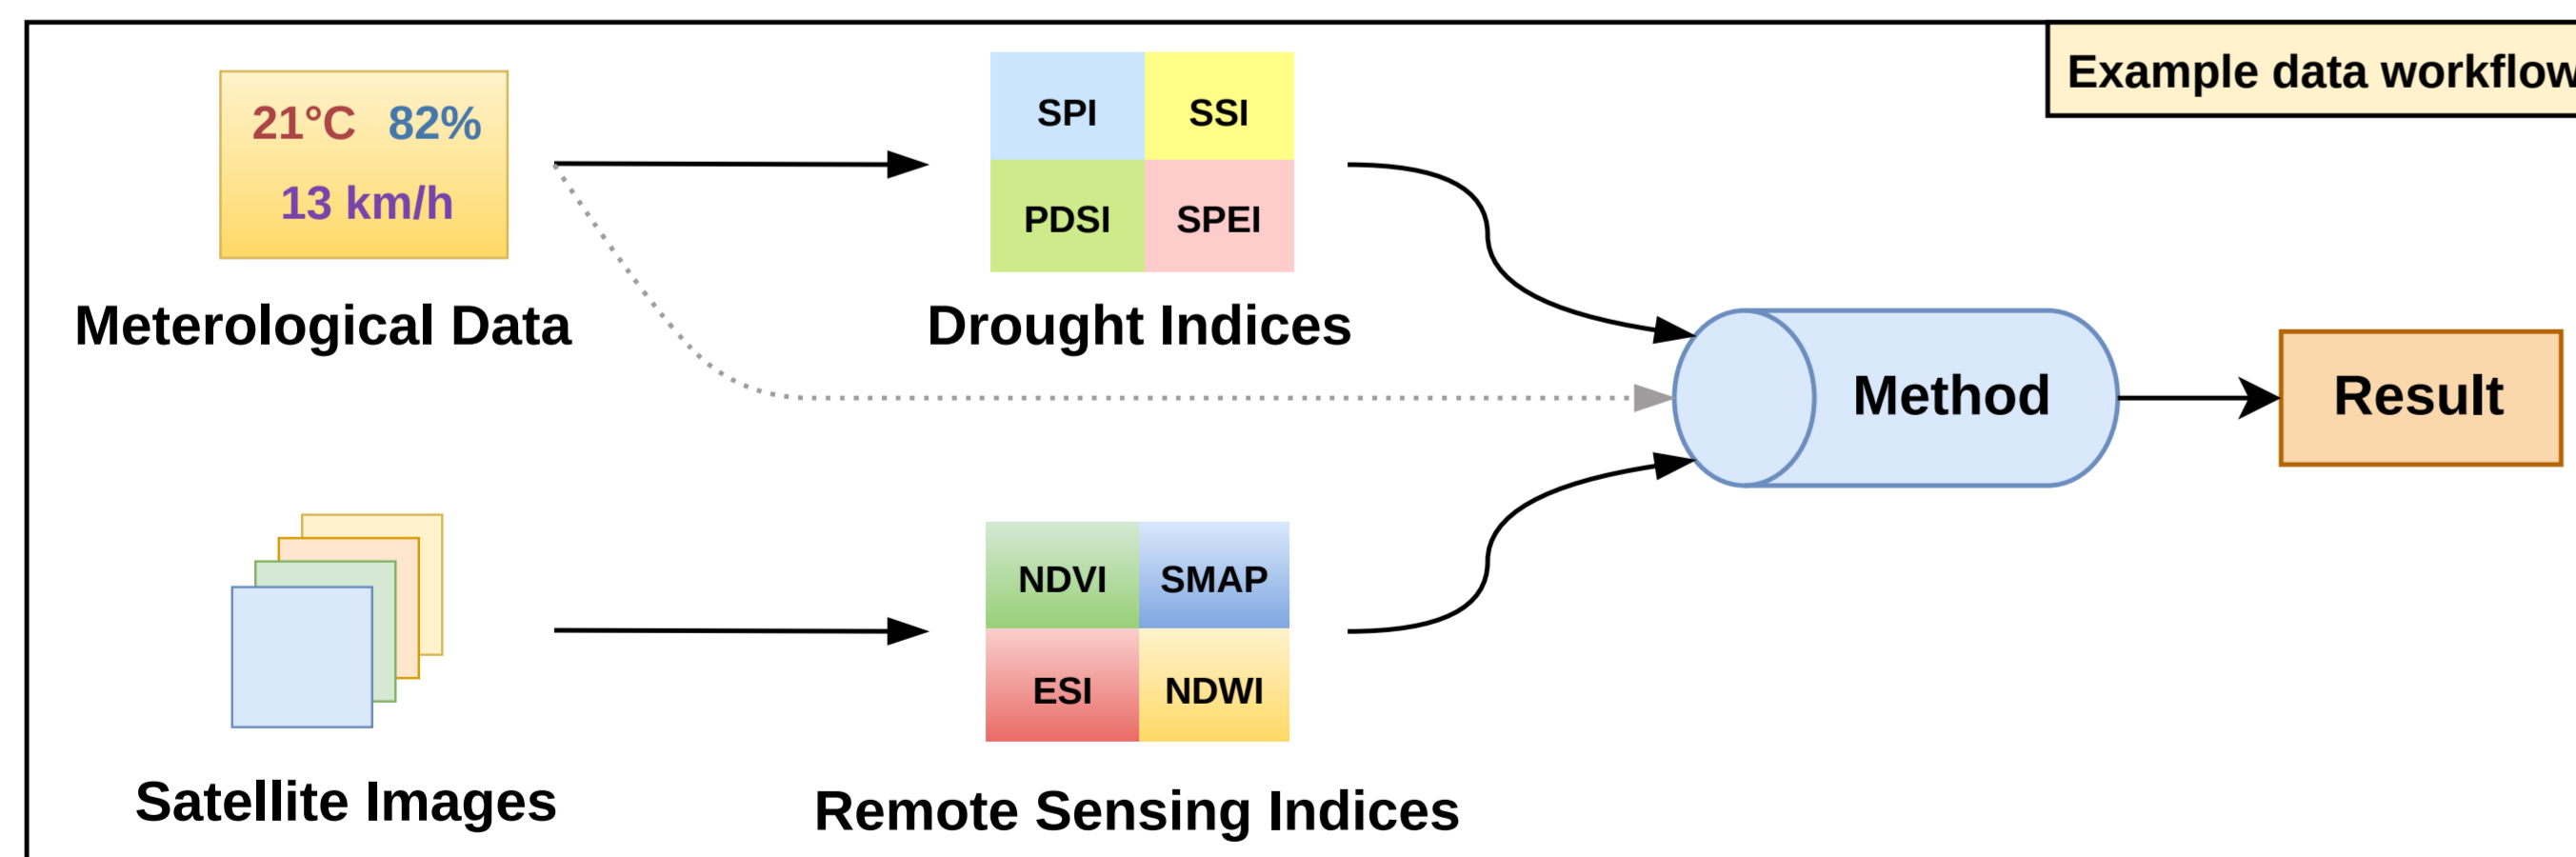 Example data workflow
21°C 82%
13 km/h
Meterological Data
SPI SSI
PDSI SPEI
Drought Indices
Method
Result
NDVI SMAP
ESI NDWI
Satellite Images
Remote Sensing Indices